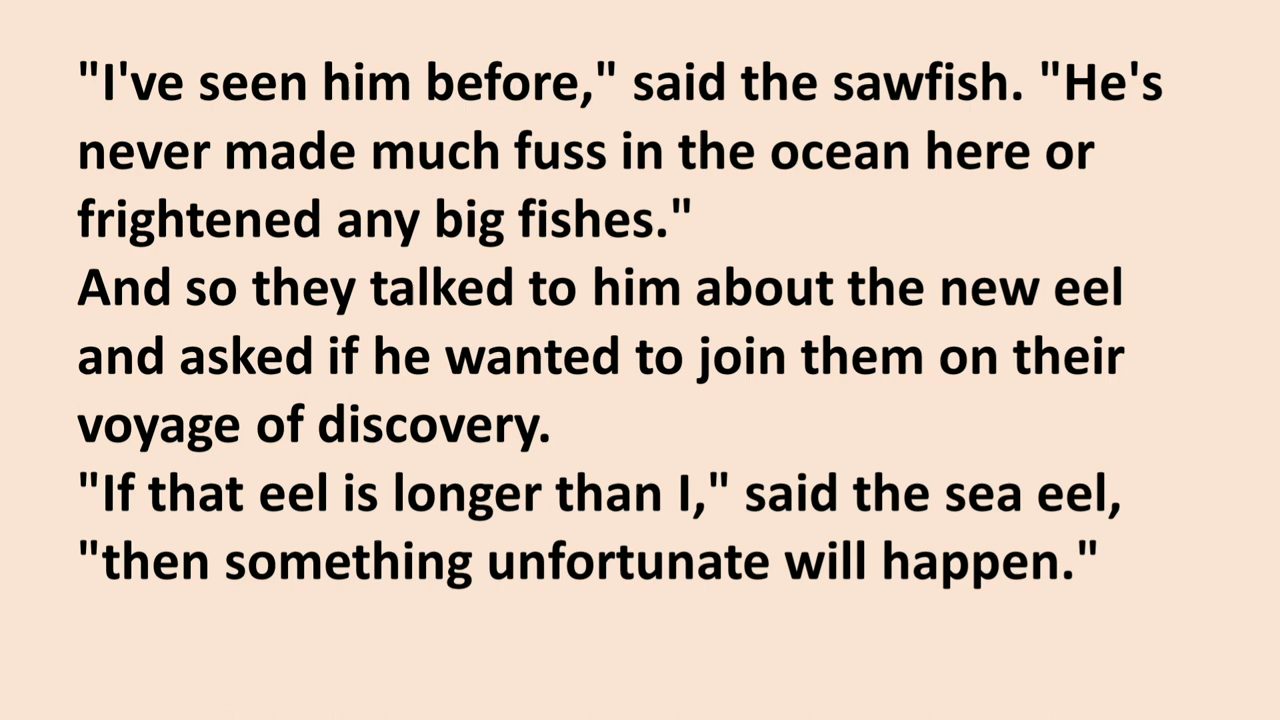 "I've seen him before," said the sawfish. "He's
never made much fuss in the ocean here or
frightened any big fishes."
And so they talked to him about the new eel
and asked if he wanted to join them on their
voyage of discovery.
"If that eel is longer than I," said the sea eel,
"then something unfortunate will happen."